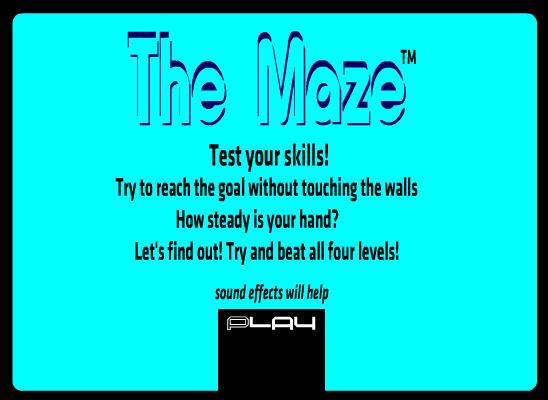 The Maze™
Test your skills!
Try to reach the goal without touching the walls
How steady is your hand?
Let's find out! Try and beat all four levels!
sound effects will help
PLAY